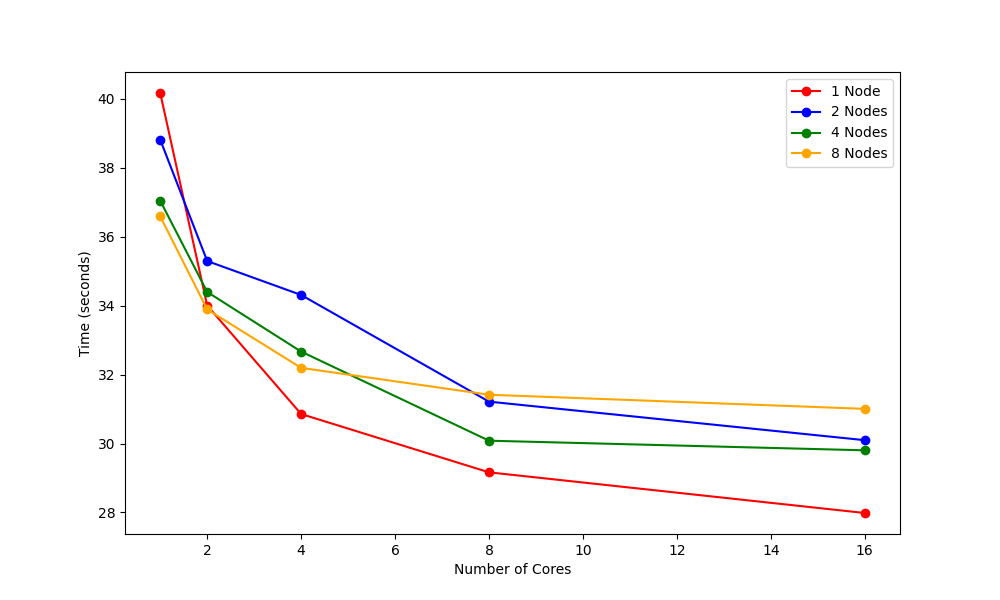 1 Node
2 Nodes
4 Nodes
8 Nodes
40
38
36
34
32
30
28
Time (seconds)
2 4 6 8 10 12 14 16
Number of Cores